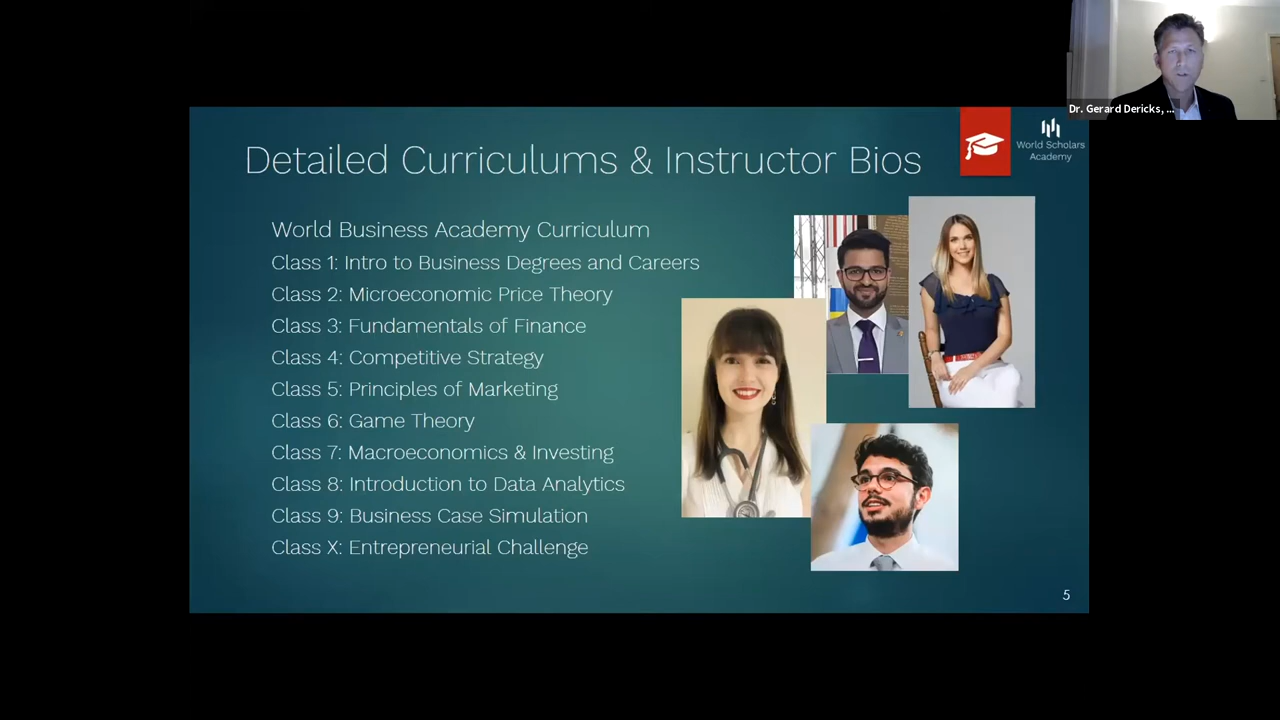 Dr. Gerard Dericks, ...
Detailed Curriculums & Instructor Bios
World Scholars
Academy
World Business Academy Curriculum
Class 1: Intro to Business Degrees and Careers
Class 2: Microeconomic Price Theory
Class 3: Fundamentals of Finance
Class 4: Competitive Strategy
Class 5: Principles of Marketing
Class 6: Game Theory
Class 7: Macroeconomics & Investing
Class 8: Introduction to Data Analytics
Class 9: Business Case Simulation
Class X: Entrepreneurial Challenge
5